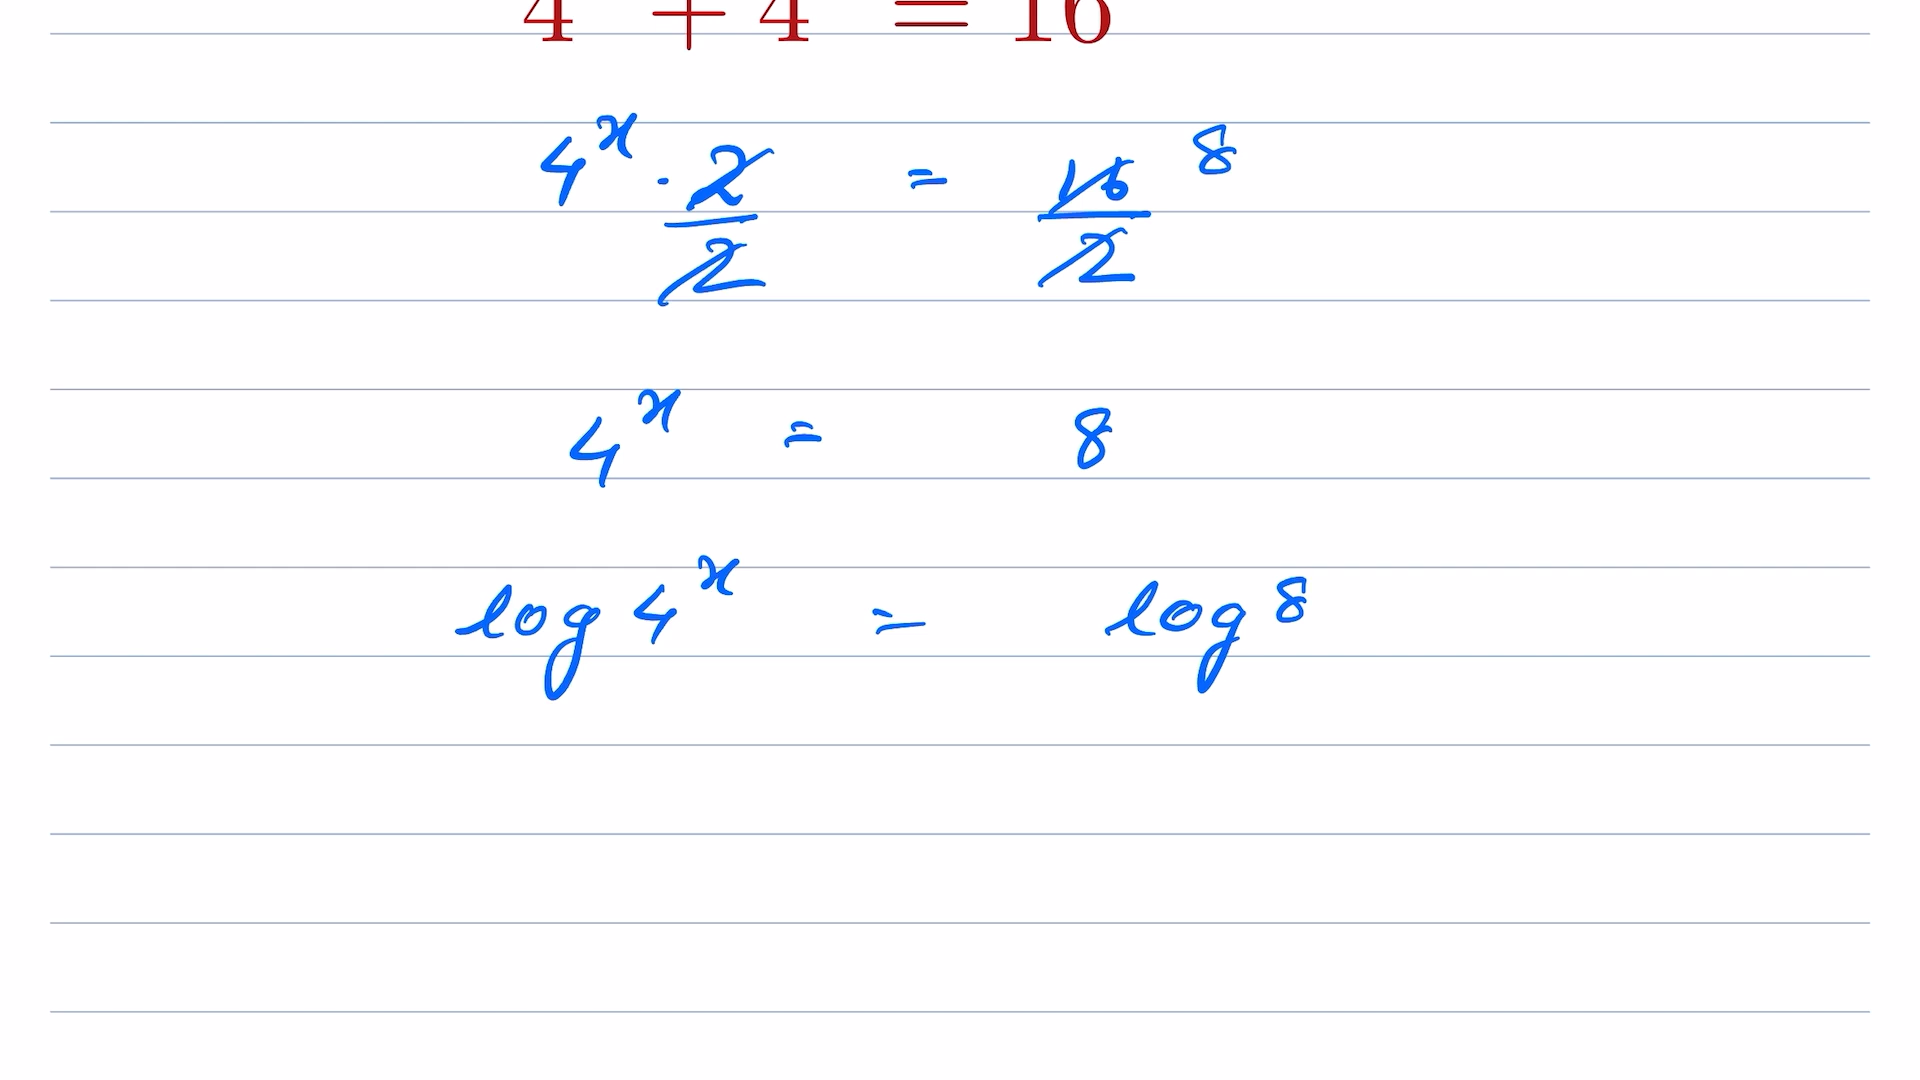 4 + 4 = 16
4^x · 2/2 = 16/2 8
4^x = 8
log 4^x = log 8